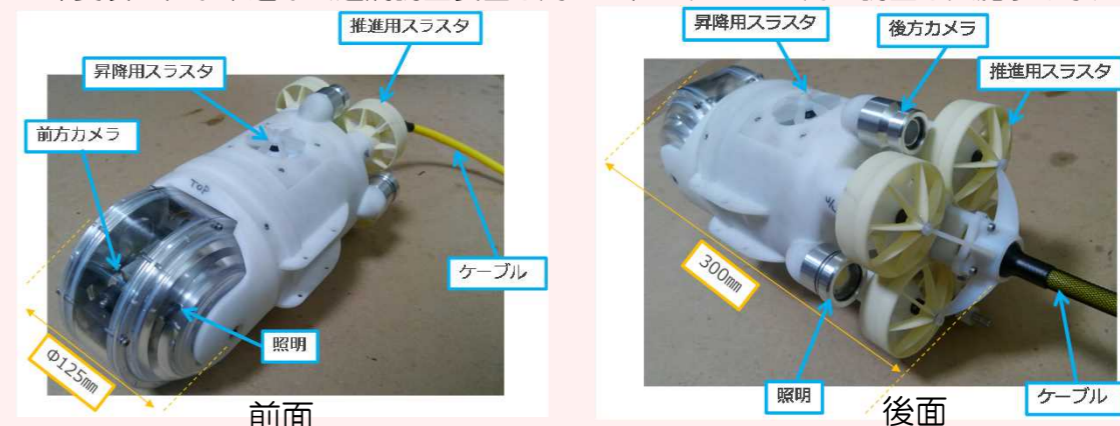 推進用スラスタ
昇降用スラスタ
前方カメラ
TOP
ケーブル
照明
Φ125mm
前面
昇降用スラスタ
後方カメラ
推進用スラスタ
300mm
照明
ケーブル
後面